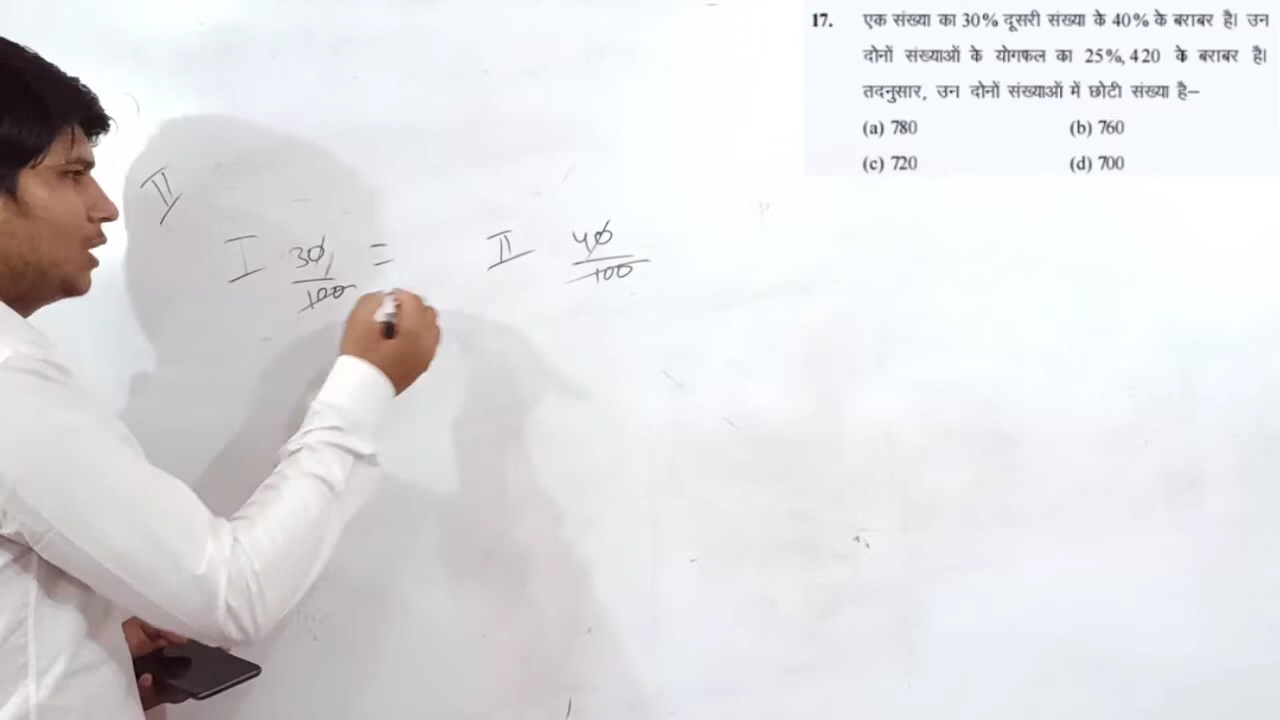 17. एक संख्या का 30% दूसरी संख्या के 40% के बराबर है। उन
दोनों संख्याओं के योगफल का 25%, 420 के बराबर है।
तदनुसार, उन दोनों संख्याओं में छोटी संख्या है–
(a) 780 (b) 760
(c) 720 (d) 700
I 30/100 = II 40/100